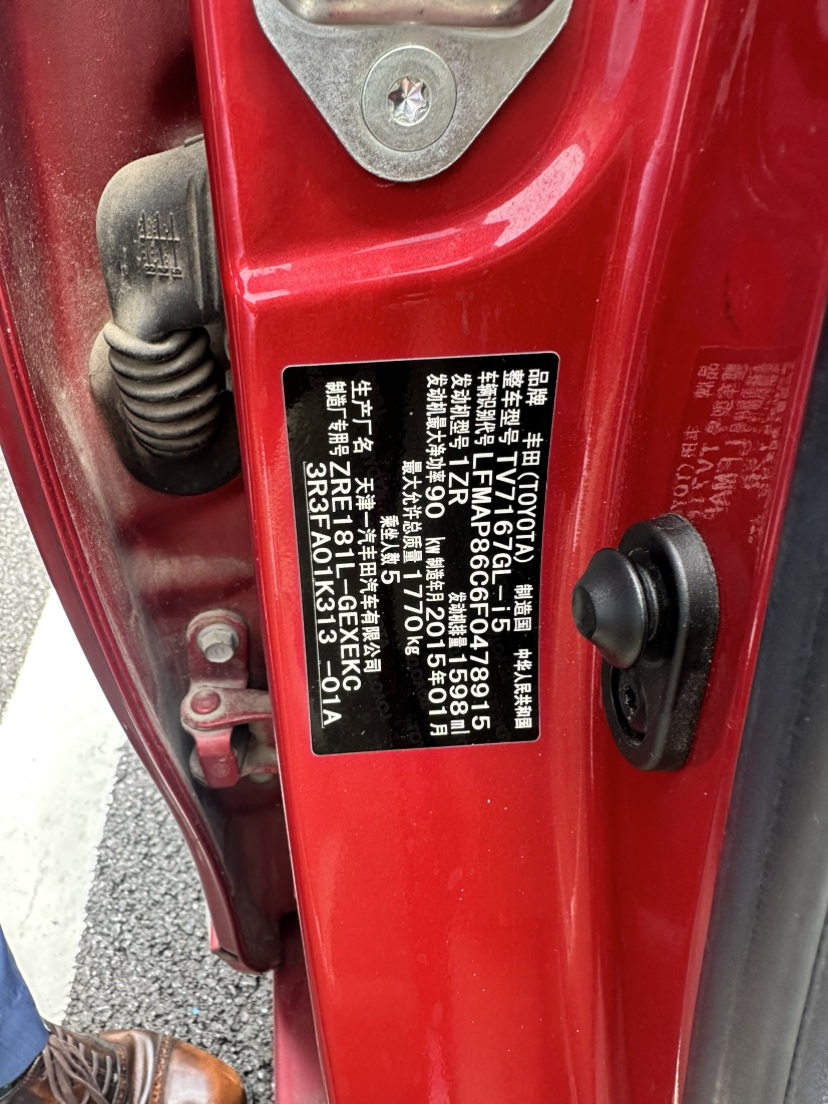 品牌 丰田(TOYOTA) 制造国 中华人民共和国
整车型号 TV7167GL-i5
车辆识别代号 LFMAP86C6F0478915
发动机型号 1ZR 发动机排量 1598ml
发动机最大净功率 90 kw 制造年月 2015年01月
最大允许总质量 1770kg
乘坐人数 5
生产厂名 天津一汽丰田汽车有限公司
制造厂专用号 ZRE181L-GEXEKC
3R3FA01K313 -01A